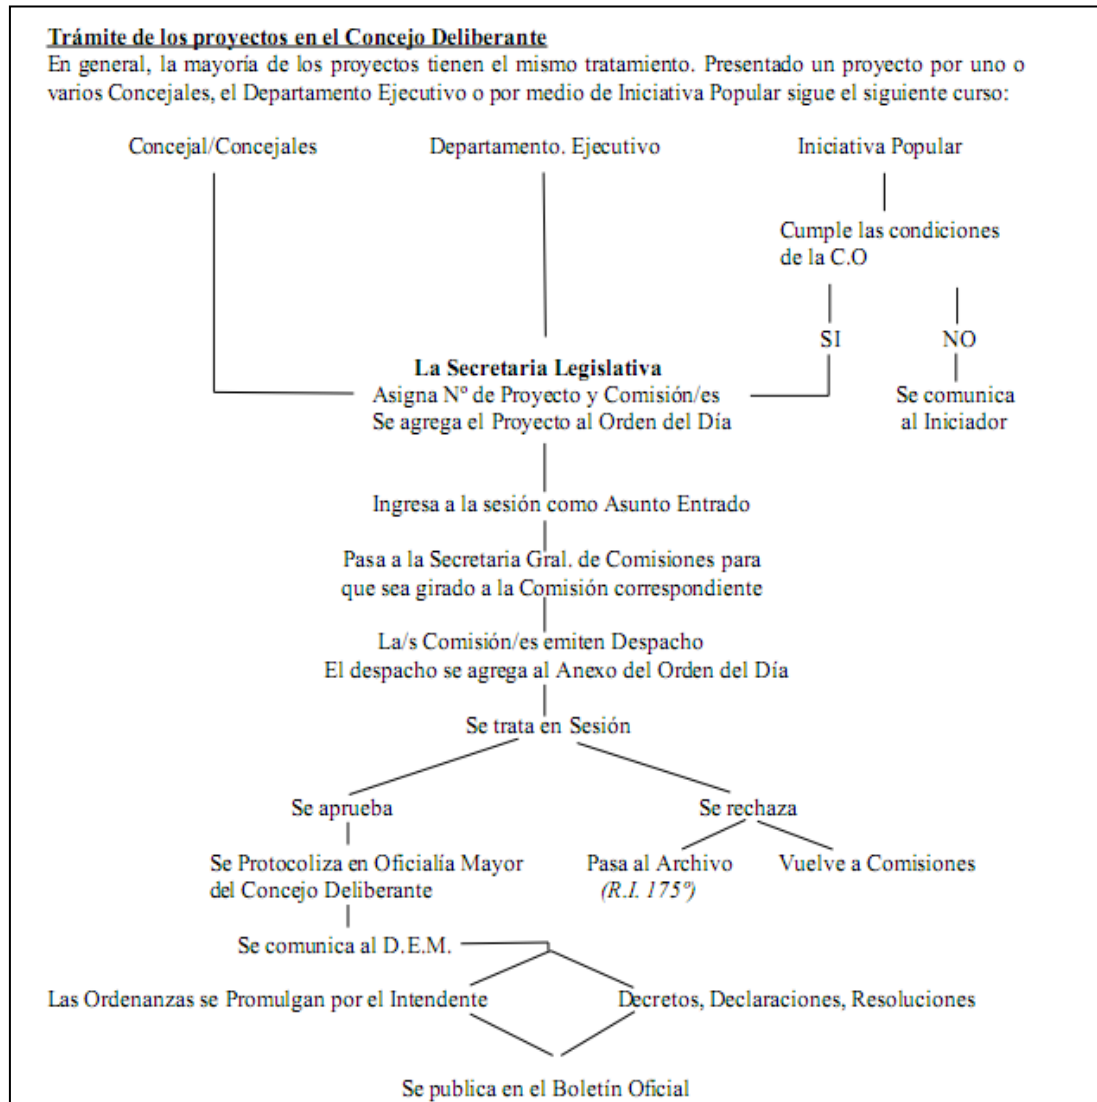 Trámite de los proyectos en el Concejo Deliberante
En general, la mayoría de los proyectos tienen el mismo tratamiento. Presentado un proyecto por uno o
varios Concejales, el Departamento Ejecutivo o por medio de Iniciativa Popular sigue el siguiente curso:
Concejal/Concejales
Departamento. Ejecutivo
Iniciativa Popular
Cumple las condiciones
de la C.O
SI
NO
La Secretaria Legislativa
Asigna Nº de Proyecto y Comisión/es
Se agrega el Proyecto al Orden del Día
Se comunica
al Iniciador
Ingresa a la sesión como Asunto Entrado
Pasa a la Secretaria Gral. de Comisiones para
que sea girado a la Comisión correspondiente
La/s Comisión/es emiten Despacho
El despacho se agrega al Anexo del Orden del Día
Se trata en Sesión
Se aprueba
Se rechaza
Se Protocoliza en Oficialía Mayor
del Concejo Deliberante
Pasa al Archivo
(R.I. 175º)
Vuelve a Comisiones
Se comunica al D.E.M.
Las Ordenanzas se Promulgan por el Intendente
Decretos, Declaraciones, Resoluciones
Se publica en el Boletín Oficial